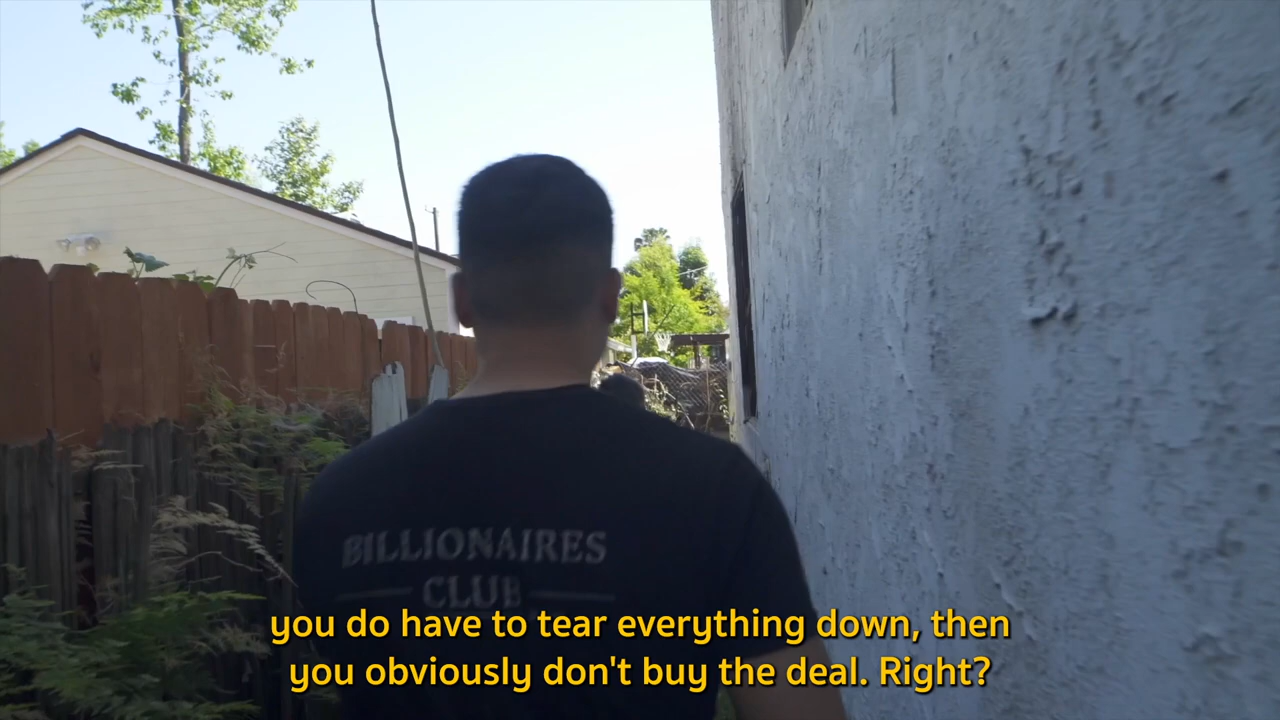 BILLIONAIRES
CLUB
you do have to tear everything down, then
you obviously don't buy the deal. Right?